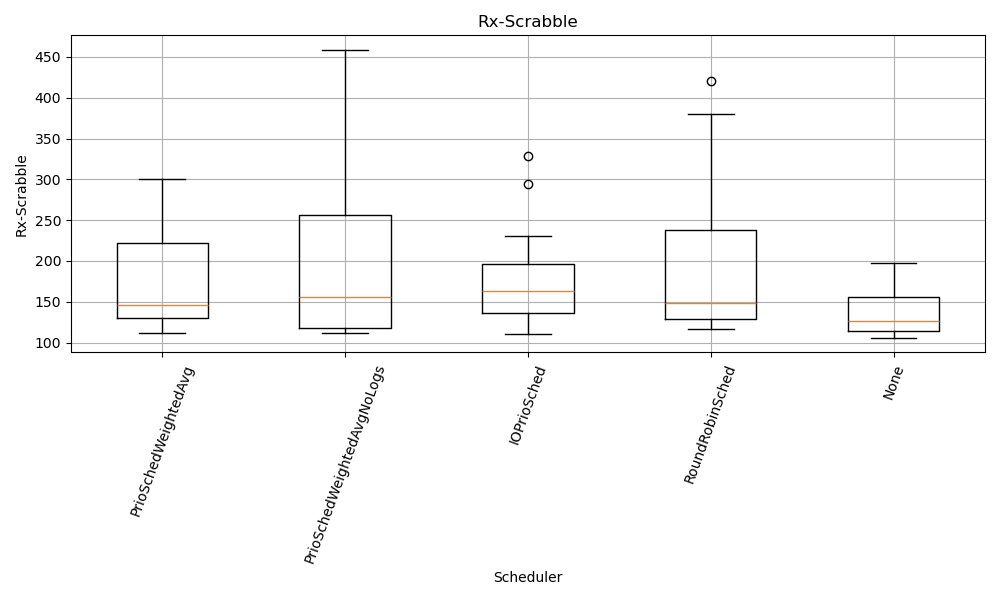 Rx-Scrabble
Rx-Scrabble
450
400
350
300
250
200
150
100
PrioSchedWeightedAvg
PrioSchedWeightedAvgNoLogs
IOPrioSched
RoundRobinSched
None
Scheduler